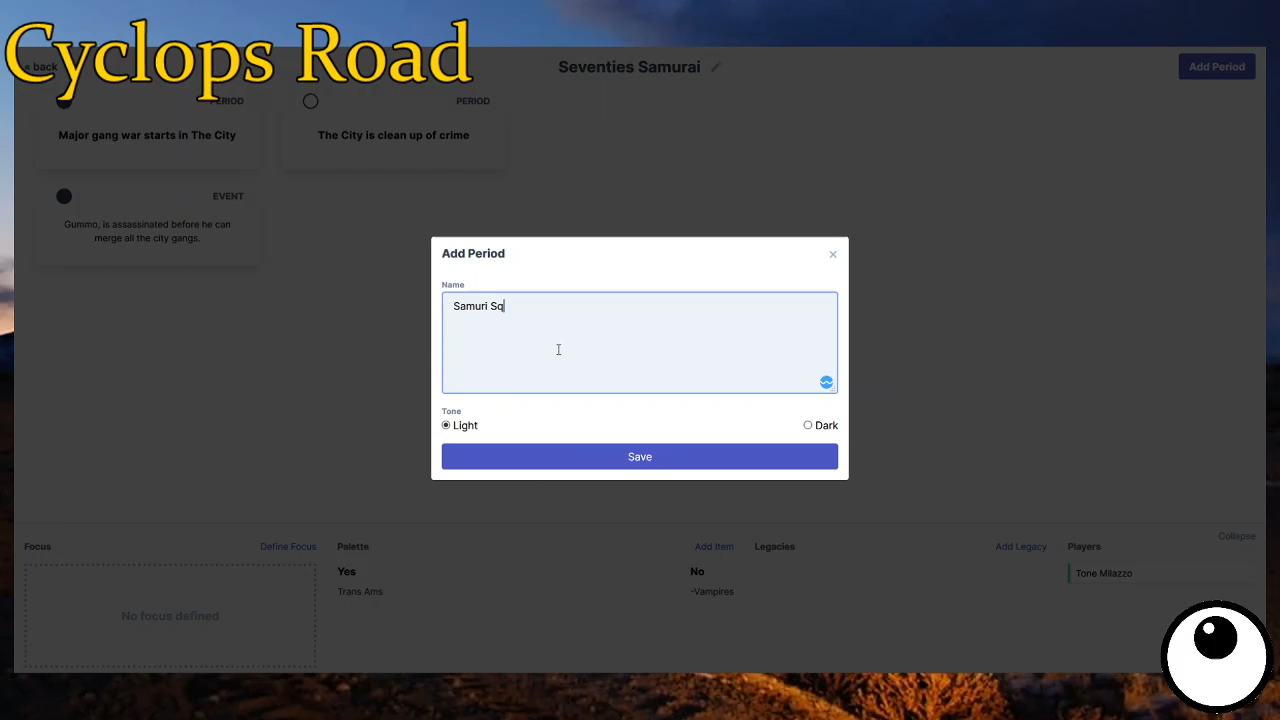 Cyclops Road
« back
Seventies Samurai
Add Period
PERIOD
Major gang war starts in The City
PERIOD
The City is clean up of crime
EVENT
Gummo, is assassinated before he can
merge all the city gangs.
Add Period
×
Name
Samuri Sq
Tone
Light
Dark
Save
Collapse
Focus
Define Focus
No focus defined
Palette
Add Item
Yes
Trans Ams
No
-Vampires
Legacies
Add Legacy
Players
Tone Milazzo